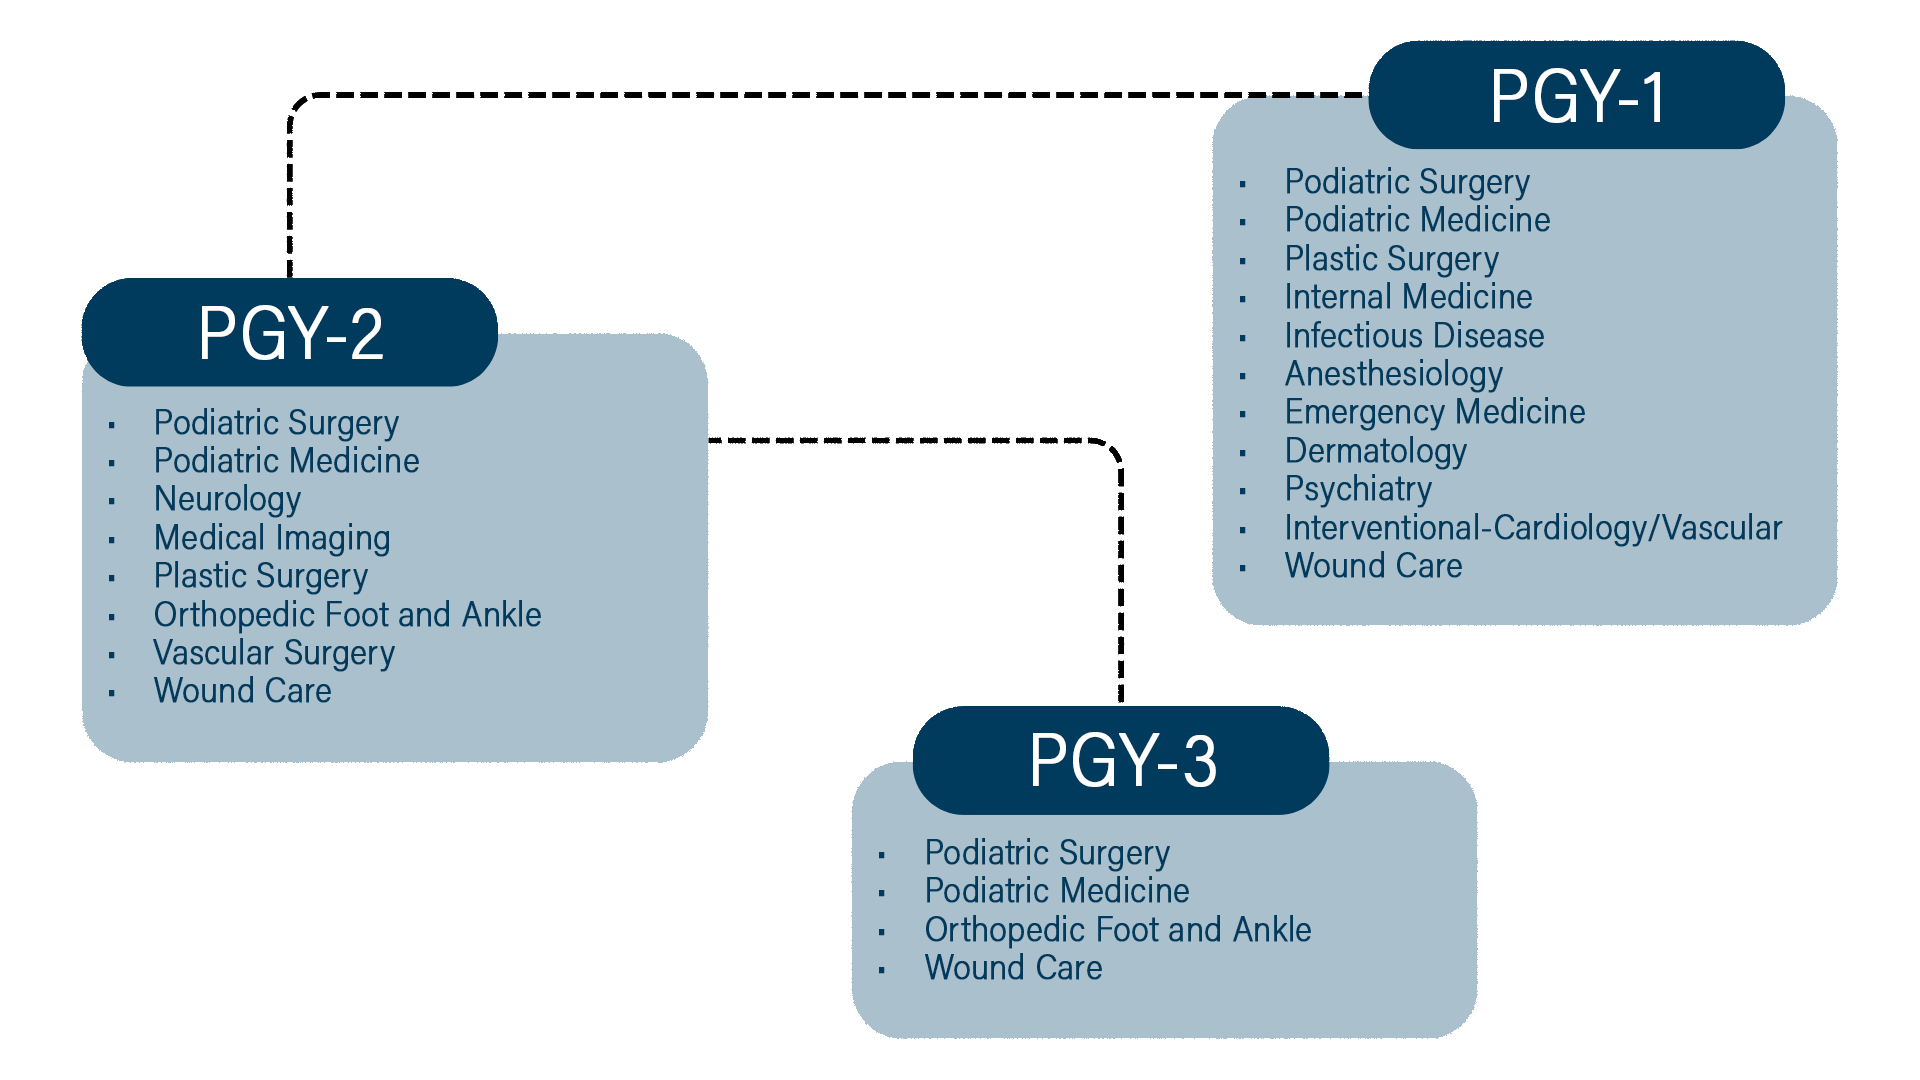 PGY-1
▪ Podiatric Surgery
▪ Podiatric Medicine
▪ Plastic Surgery
▪ Internal Medicine
▪ Infectious Disease
▪ Anesthesiology
▪ Emergency Medicine
▪ Dermatology
▪ Psychiatry
▪ Interventional-Cardiology/Vascular
▪ Wound Care
PGY-2
▪ Podiatric Surgery
▪ Podiatric Medicine
▪ Neurology
▪ Medical Imaging
▪ Plastic Surgery
▪ Orthopedic Foot and Ankle
▪ Vascular Surgery
▪ Wound Care
PGY-3
▪ Podiatric Surgery
▪ Podiatric Medicine
▪ Orthopedic Foot and Ankle
▪ Wound Care